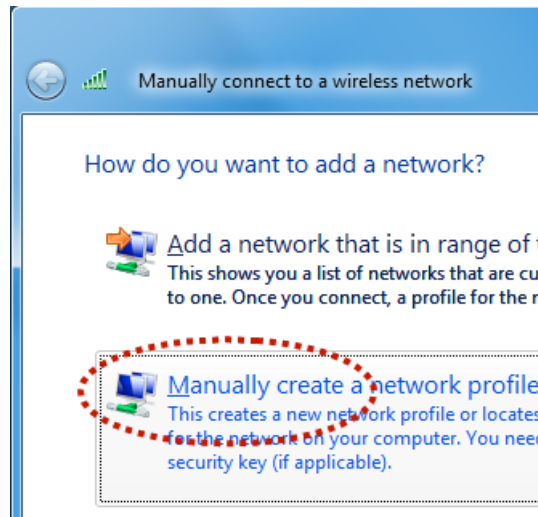 Manually connect to a wireless network
How do you want to add a network?
Add a network that is in range of
This shows you a list of networks that are
to one. Once you connect, a profile for the
Manually create a network profile
This creates a new network profile or locates
for the network on your computer. You need
security key (if applicable).